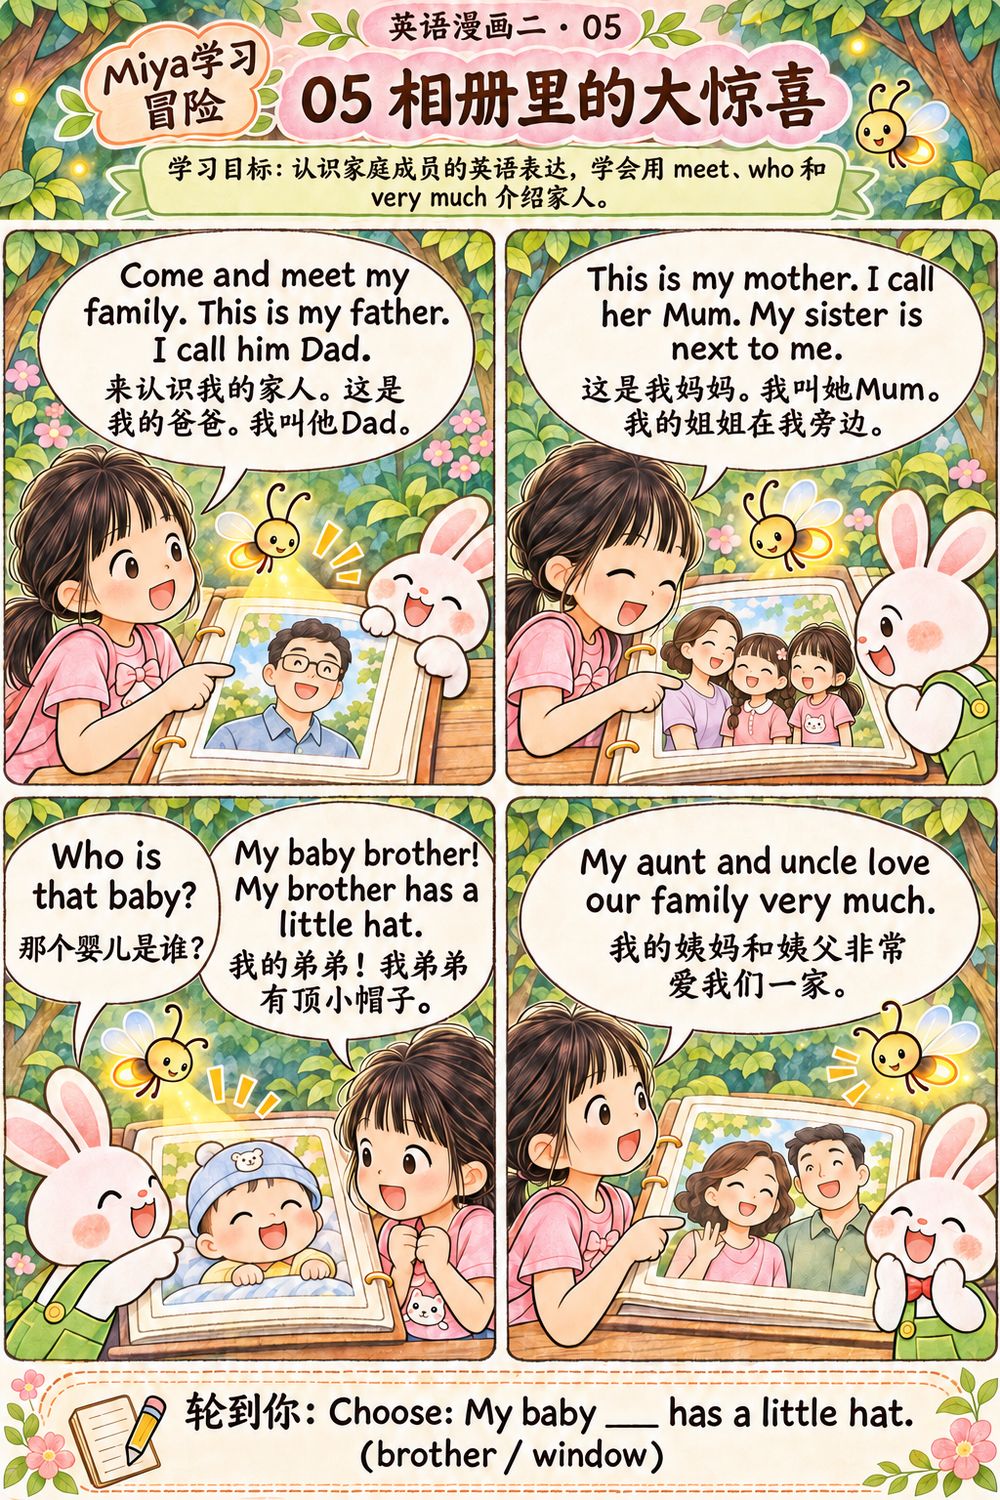 英语漫画二·05
Miya学习
冒险
05 相册里的大惊喜
学习目标：认识家庭成员的英语表达，学会用 meet、who 和
very much 介绍家人。
Come and meet my
family. This is my father.
I call him Dad.
来认识我的家人。这是
我的爸爸。我叫他Dad。
This is my mother. I call
her Mum. My sister is
next to me.
这是我妈妈。我叫她Mum。
我的姐姐在我旁边。
Who is
that baby?
那个婴儿是谁？
My baby brother!
My brother has a
little hat.
我的弟弟！我弟弟
有顶小帽子。
My aunt and uncle love
our family very much.
我的姨妈和姨父非常
爱我们一家。
轮到你：Choose: My baby ___ has a little hat.
(brother / window)